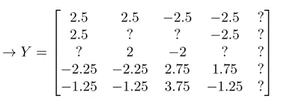 → Y = [ 2.5 2.5 −2.5 −2.5 ?
2.5 ? ? −2.5 ?
? 2 −2 ? ?
−2.25 −2.25 2.75 1.75 ?
−1.25 −1.25 3.75 −1.25 ? ]